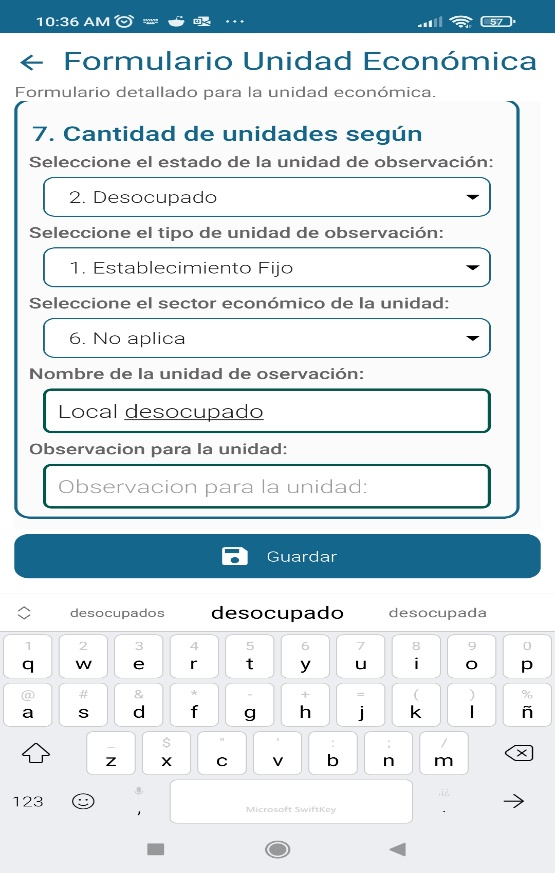 10:36 AM
57
Formulario Unidad Económica
Formulario detallado para la unidad económica.
7. Cantidad de unidades según
Seleccione el estado de la unidad de observación:
2. Desocupado
Seleccione el tipo de unidad de observación:
1. Establecimiento Fijo
Seleccione el sector económico de la unidad:
6. No aplica
Nombre de la unidad de oservación:
Local desocupado
Observacion para la unidad:
Observacion para la unidad:
Guardar
desocupados desocupado desocupada
1 2 3 4 5 6 7 8 9 0
q w e r t y u i o p
@ # & * - + = ( ) %
a s d f g h j k l ñ
_ $ " ' : ; /
z x c v b n m
123 , Microsoft SwiftKey .